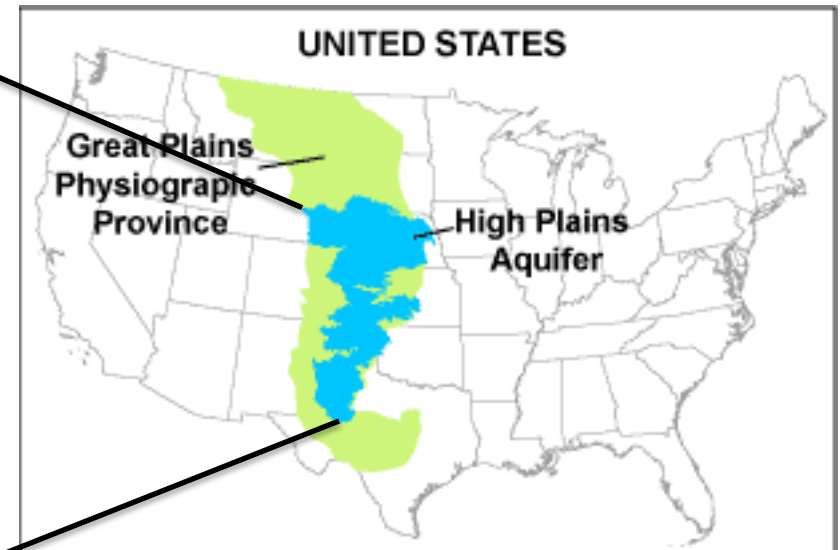 UNITED STATES
Great Plains
Physiograpic
Province
High Plains
Aquifer